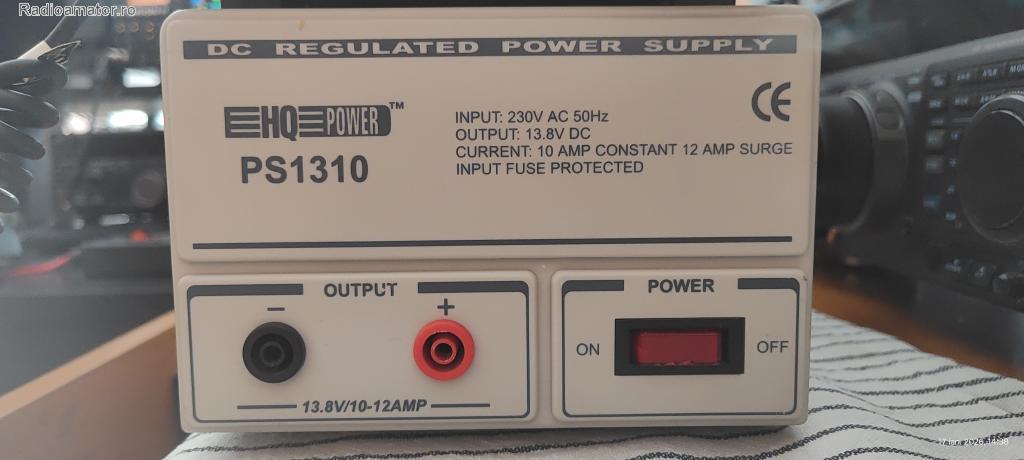 Radioamator.ro
DC REGULATED POWER SUPPLY
HQ POWER™
PS1310
CE
INPUT: 230V AC 50Hz
OUTPUT: 13.8V DC
CURRENT: 10 AMP CONSTANT 12 AMP SURGE
INPUT FUSE PROTECTED
OUTPUT
- +
13.8V/10-12AMP
POWER
ON OFF